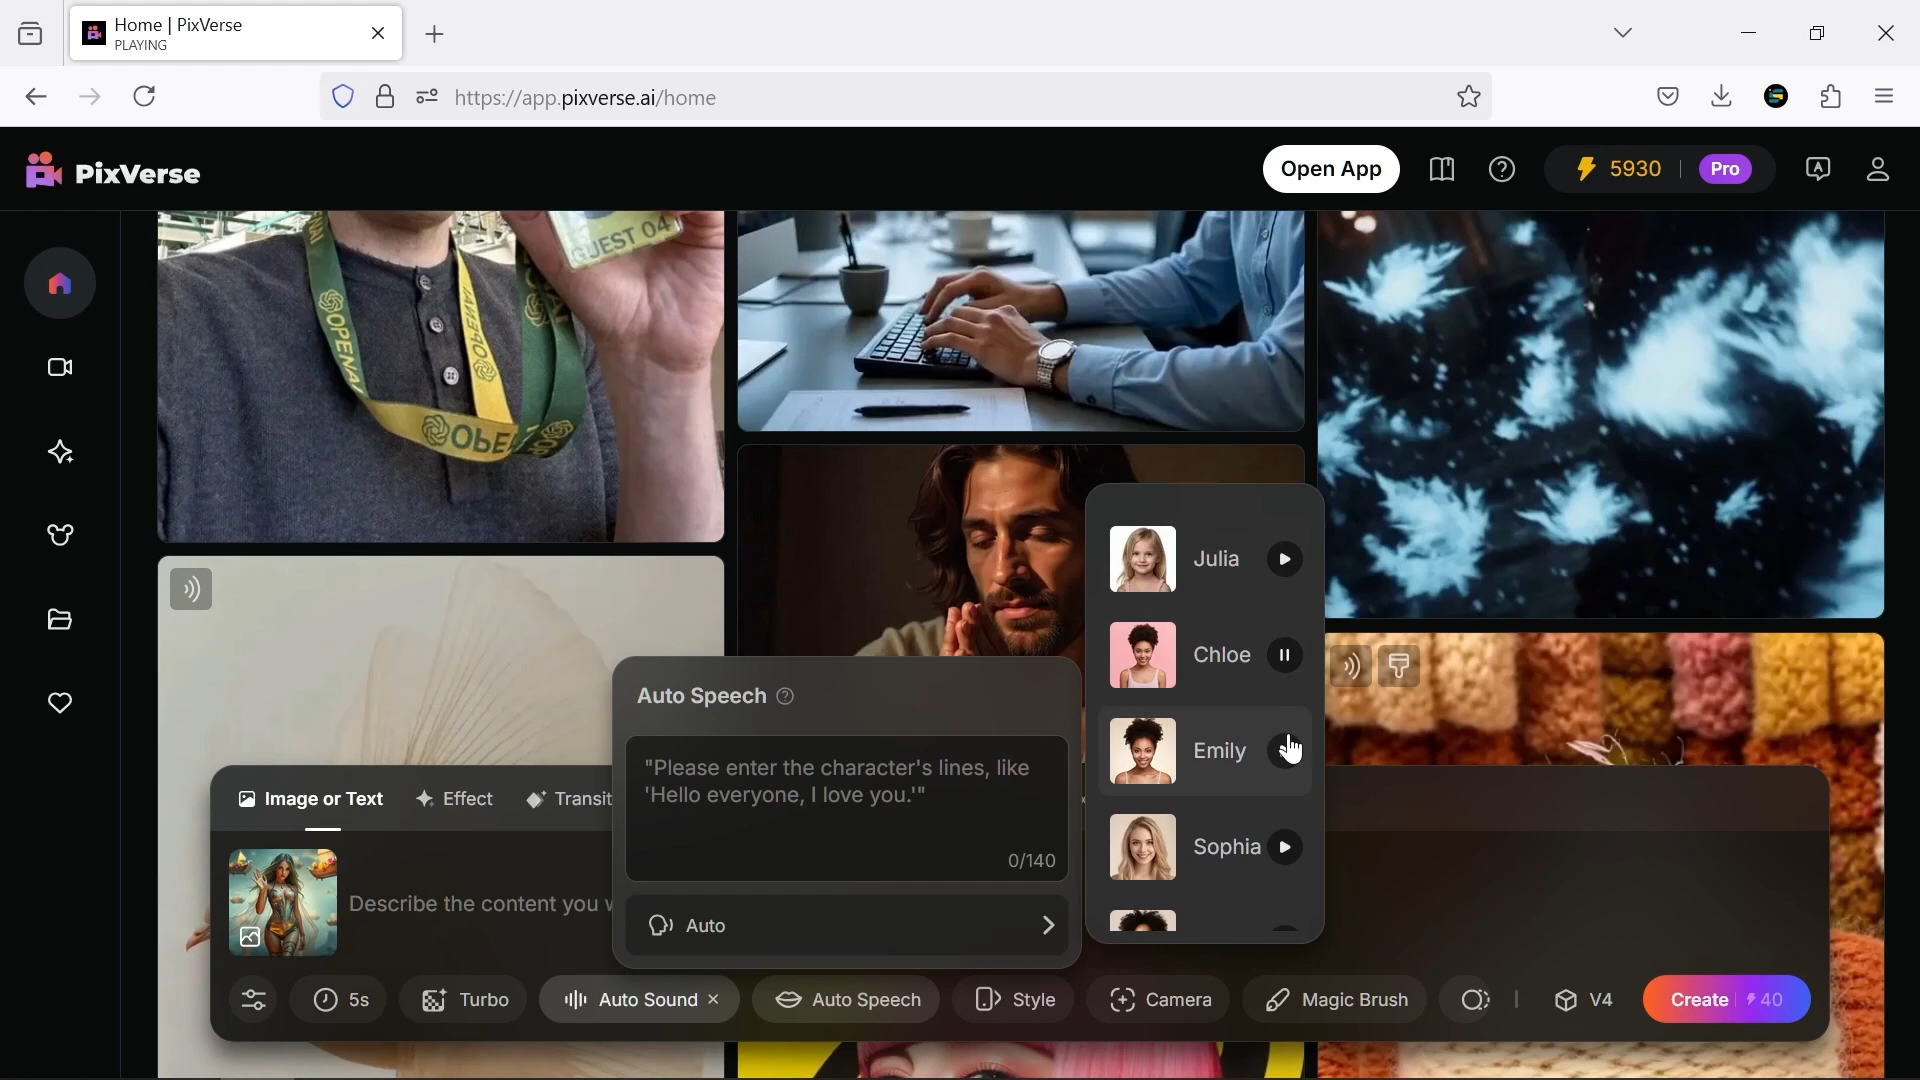 Home | PixVerse
PLAYING
https://app.pixverse.ai/home
PixVerse
Open App
5930
Pro
GUEST 04
OPENAI
Julia
Chloe
Emily
Sophia
Auto Speech
"Please enter the character's lines, like
'Hello everyone, I love you.'"
0/140
Auto
Image or Text
Effect
Transit
Describe the content you w
5s
Turbo
Auto Sound
Auto Speech
Style
Camera
Magic Brush
V4
Create
40